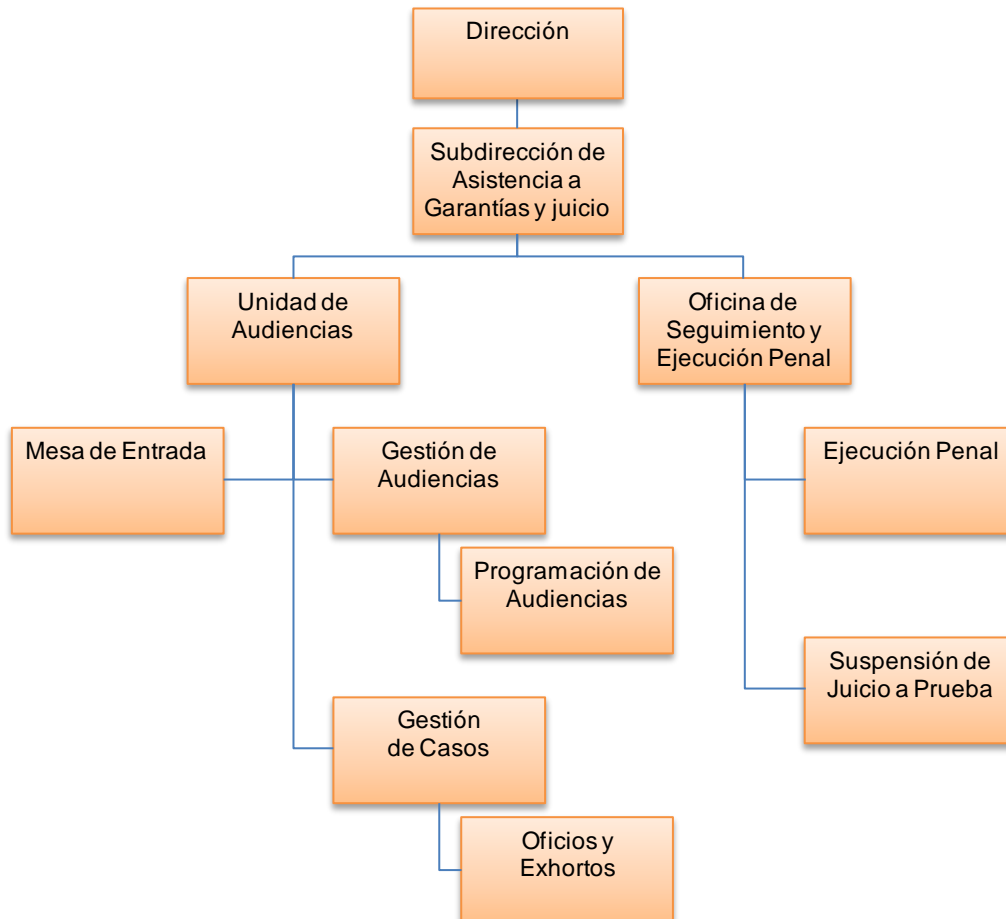 Dirección
Subdirección de
Asistencia a
Garantías y juicio
Unidad de
Audiencias
Oficina de
Seguimiento y
Ejecución Penal
Mesa de Entrada
Gestión de
Audiencias
Ejecución Penal
Programación de
Audiencias
Suspensión de
Juicio a Prueba
Gestión
de Casos
Oficios y
Exhortos